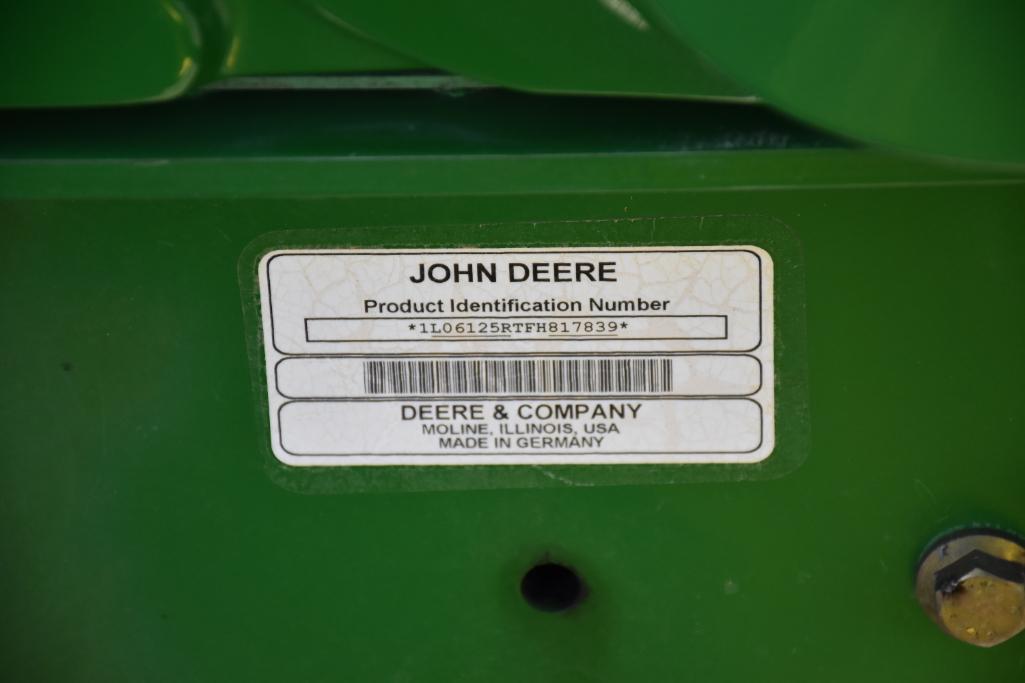 JOHN DEERE
Product Identification Number
*1L06125RTFH817839*
DEERE & COMPANY
MOLINE, ILLINOIS, USA
MADE IN GERMANY